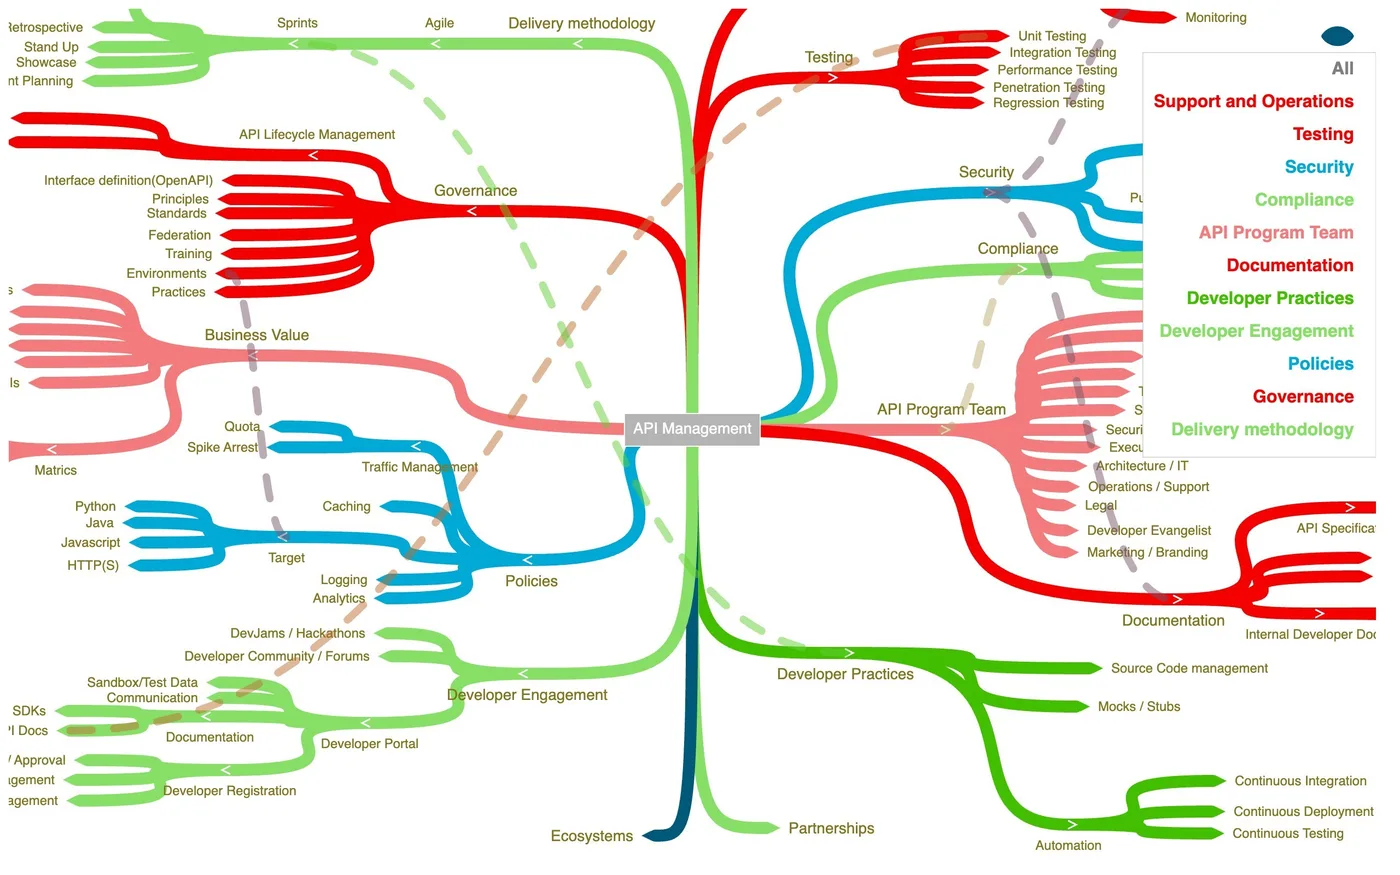 Retrospective
Stand Up
Showcase
nt Planning
Sprints
Agile
Delivery methodology
API Lifecycle Management
Interface definition(OpenAPI)
Principles
Standards
Federation
Training
Environments
Practices
Governance
s
ls
Business Value
Matrics
Quota
Spike Arrest
Traffic Management
Caching
Python
Java
Javascript
HTTP(S)
Target
Logging
Analytics
Policies
DevJams / Hackathons
Developer Community / Forums
Developer Engagement
Sandbox/Test Data
Communication
SDKs
PI Docs
Documentation
Developer Portal
/ Approval
agement
agement
Developer Registration
Ecosystems
API Management
Monitoring
Testing
Unit Testing
Integration Testing
Performance Testing
Penetration Testing
Regression Testing
Security
Pu
Compliance
API Program Team
T
S
Securi
Execu
Architecture / IT
Operations / Support
Legal
Developer Evangelist
Marketing / Branding
API Specificat
Documentation
Internal Developer Doc
Developer Practices
Source Code management
Mocks / Stubs
Continuous Integration
Continuous Deployment
Continuous Testing
Automation
Partnerships
All
Support and Operations
Testing
Security
Compliance
API Program Team
Documentation
Developer Practices
Developer Engagement
Policies
Governance
Delivery methodology